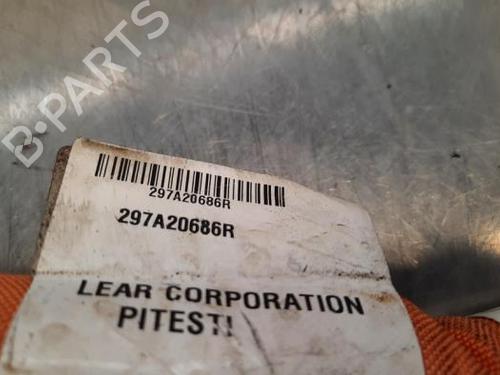 B-PARTS
297A20686R
297A20686R
LEAR CORPORATION
PITESTI